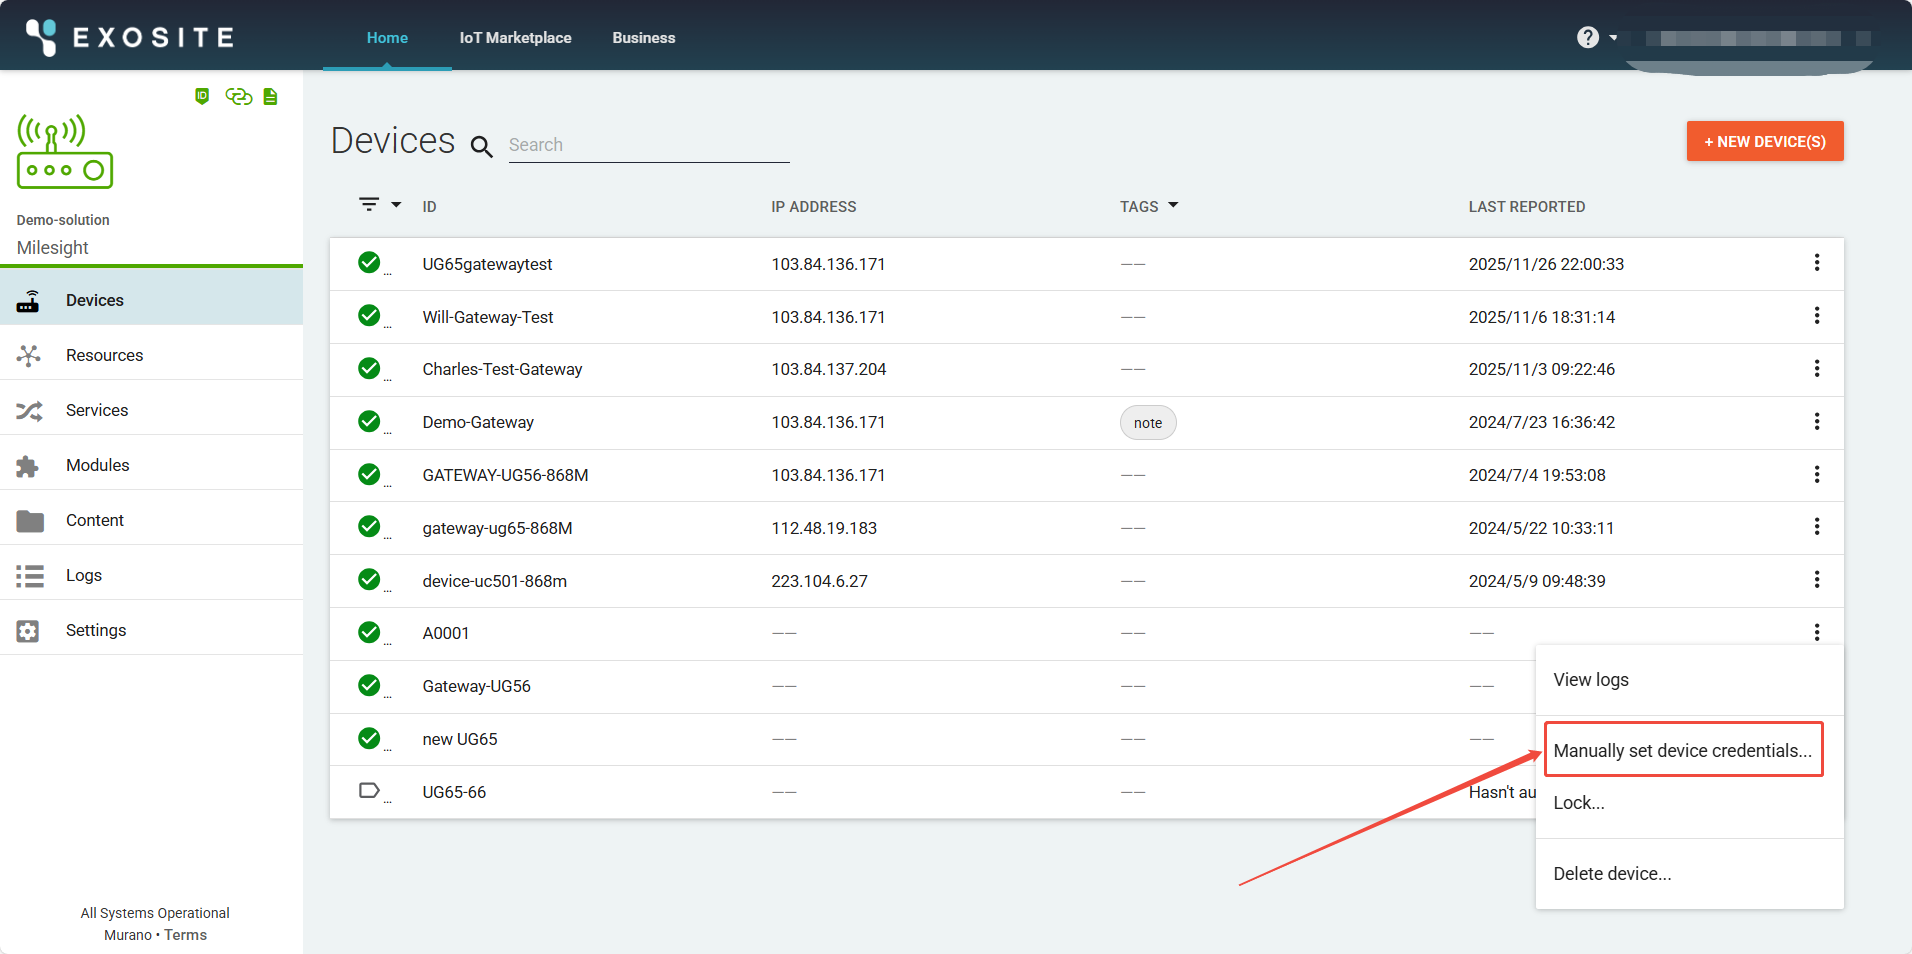 EXOSITE
Home
IoT Marketplace
Business
?
ID
Demo-solution
Milesight
Devices
Resources
Services
Modules
Content
Logs
Settings
All Systems Operational
Murano • Terms
Devices
Search
+ NEW DEVICE(S)
ID IP ADDRESS TAGS LAST REPORTED
... UG65gatewaytest 103.84.136.171 —— 2025/11/26 22:00:33
... Will-Gateway-Test 103.84.136.171 —— 2025/11/6 18:31:14
... Charles-Test-Gateway 103.84.137.204 —— 2025/11/3 09:22:46
... Demo-Gateway 103.84.136.171 note 2024/7/23 16:36:42
... GATEWAY-UG56-868M 103.84.136.171 —— 2024/7/4 19:53:08
... gateway-ug65-868M 112.48.19.183 —— 2024/5/22 10:33:11
... device-uc501-868m 223.104.6.27 —— 2024/5/9 09:48:39
... A0001 —— —— ——
... Gateway-UG56 —— —— ——
... new UG65 —— —— ——
... UG65-66 —— —— Hasn't au
View logs
Manually set device credentials...
Lock...
Delete device...